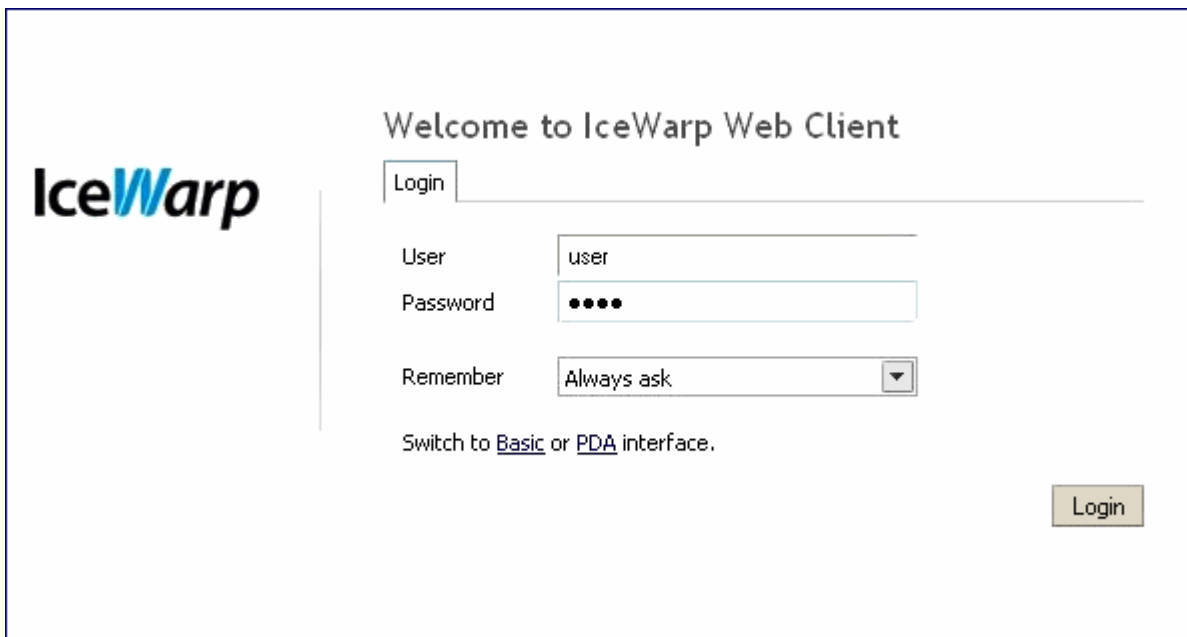 Welcome to IceWarp Web Client
IceWarp
Login
User user
Password ••••
Remember Always ask
Switch to Basic or PDA interface.
Login